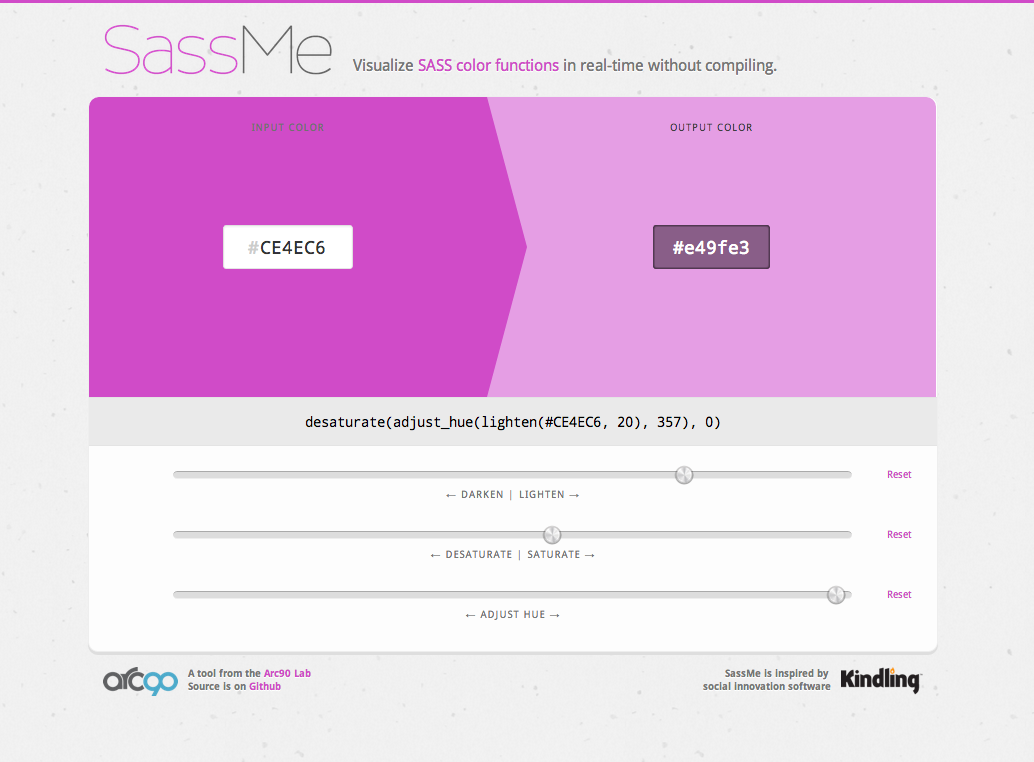 SassMe
Visualize SASS color functions in real-time without compiling.
INPUT COLOR
OUTPUT COLOR
#CE4EC6
#e49fe3
desaturate(adjust_hue(lighten(#CE4EC6, 20), 357), 0)
Reset
← DARKEN | LIGHTEN →
Reset
← DESATURATE | SATURATE →
Reset
← ADJUST HUE →
arc90
A tool from the Arc90 Lab
Source is on Github
SassMe is inspired by
social innovation software
Kindling